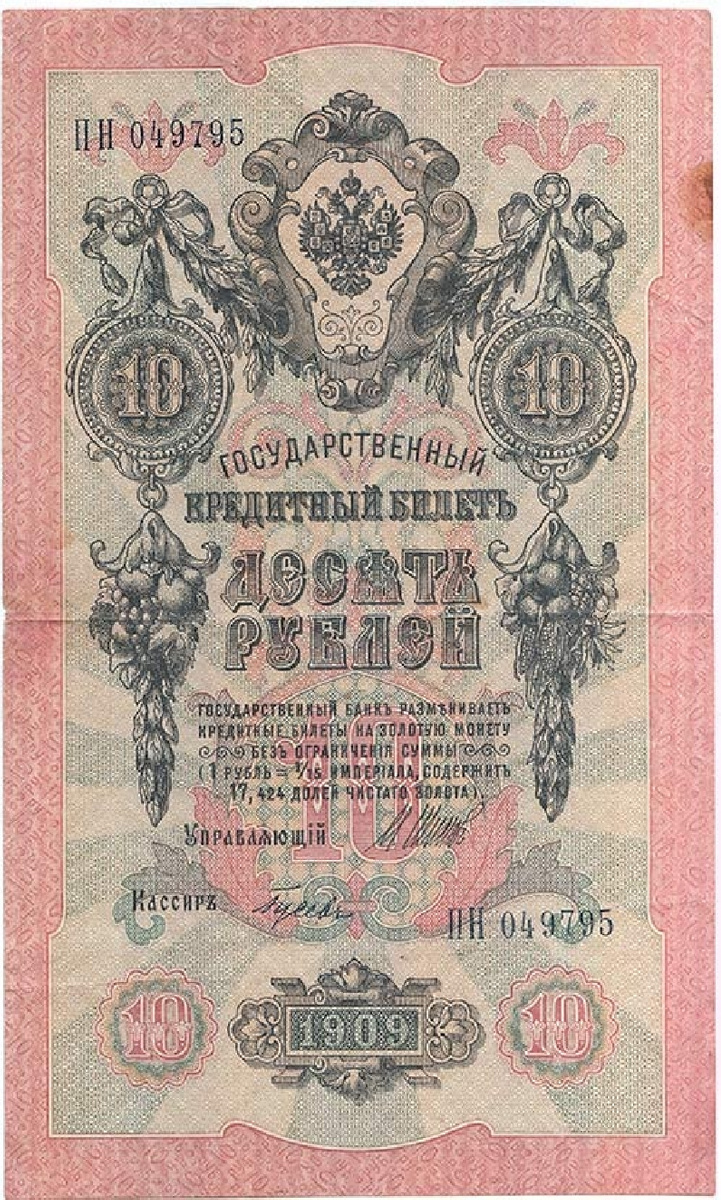 ПН 049795
10 10
ГОСУДАРСТВЕННЫЙ
КРЕДИТНЫЙ БИЛЕТЪ
ДЕСЯТЬ
РУБЛЕЙ
ГОСУДАРСТВЕННЫЙ БАНКЪ РАЗМѢНИВАЕТЪ
КРЕДИТНЫЕ БИЛЕТЫ НА ЗОЛОТУЮ МОНЕТУ
БЕЗЪ ОГРАНИЧЕНІЯ СУММЫ
(1 РУБЛЬ = 1/15 ИМПЕРІАЛА, СОДЕРЖИТЪ
17,424 ДОЛЕЙ ЧИСТАГО ЗОЛОТА).
10
УПРАВЛЯЮЩІЙ
КАССИРЪ
ПН 049795
10 1909 10